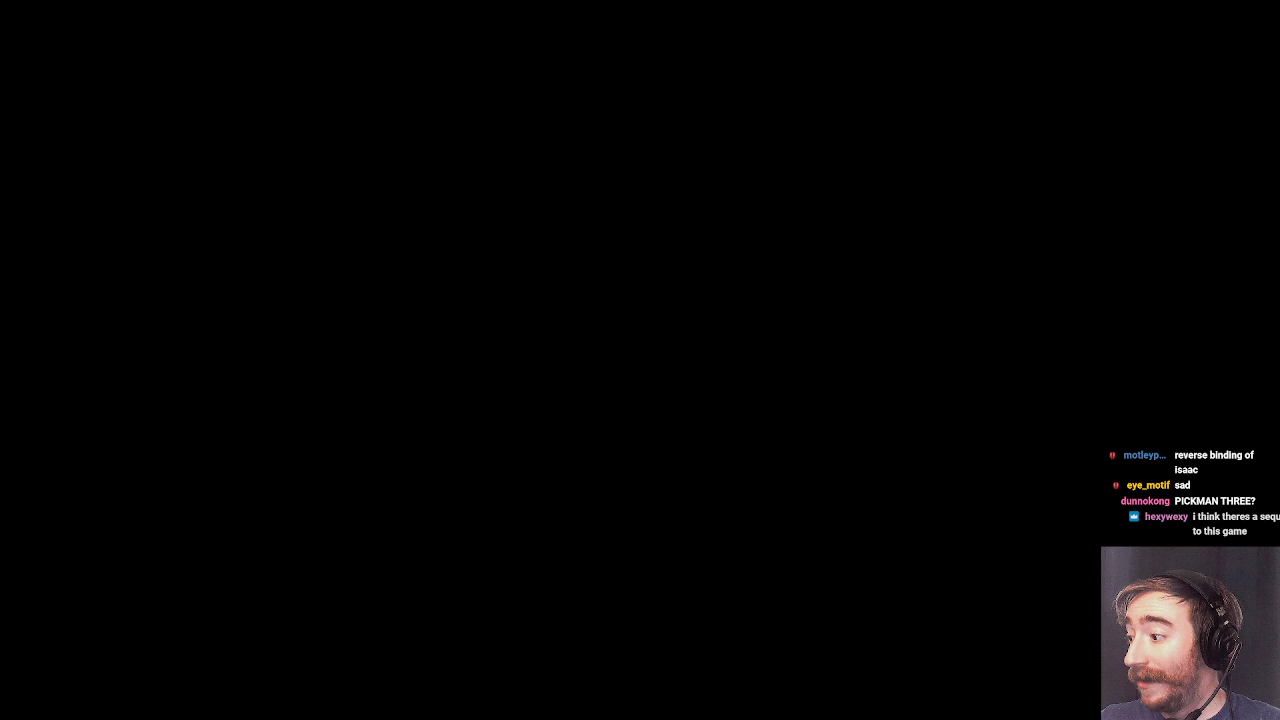 motleyp... reverse binding of
isaac
eye_motif sad
dunnokong PICKMAN THREE?
hexywexy i think theres a sequ
to this game